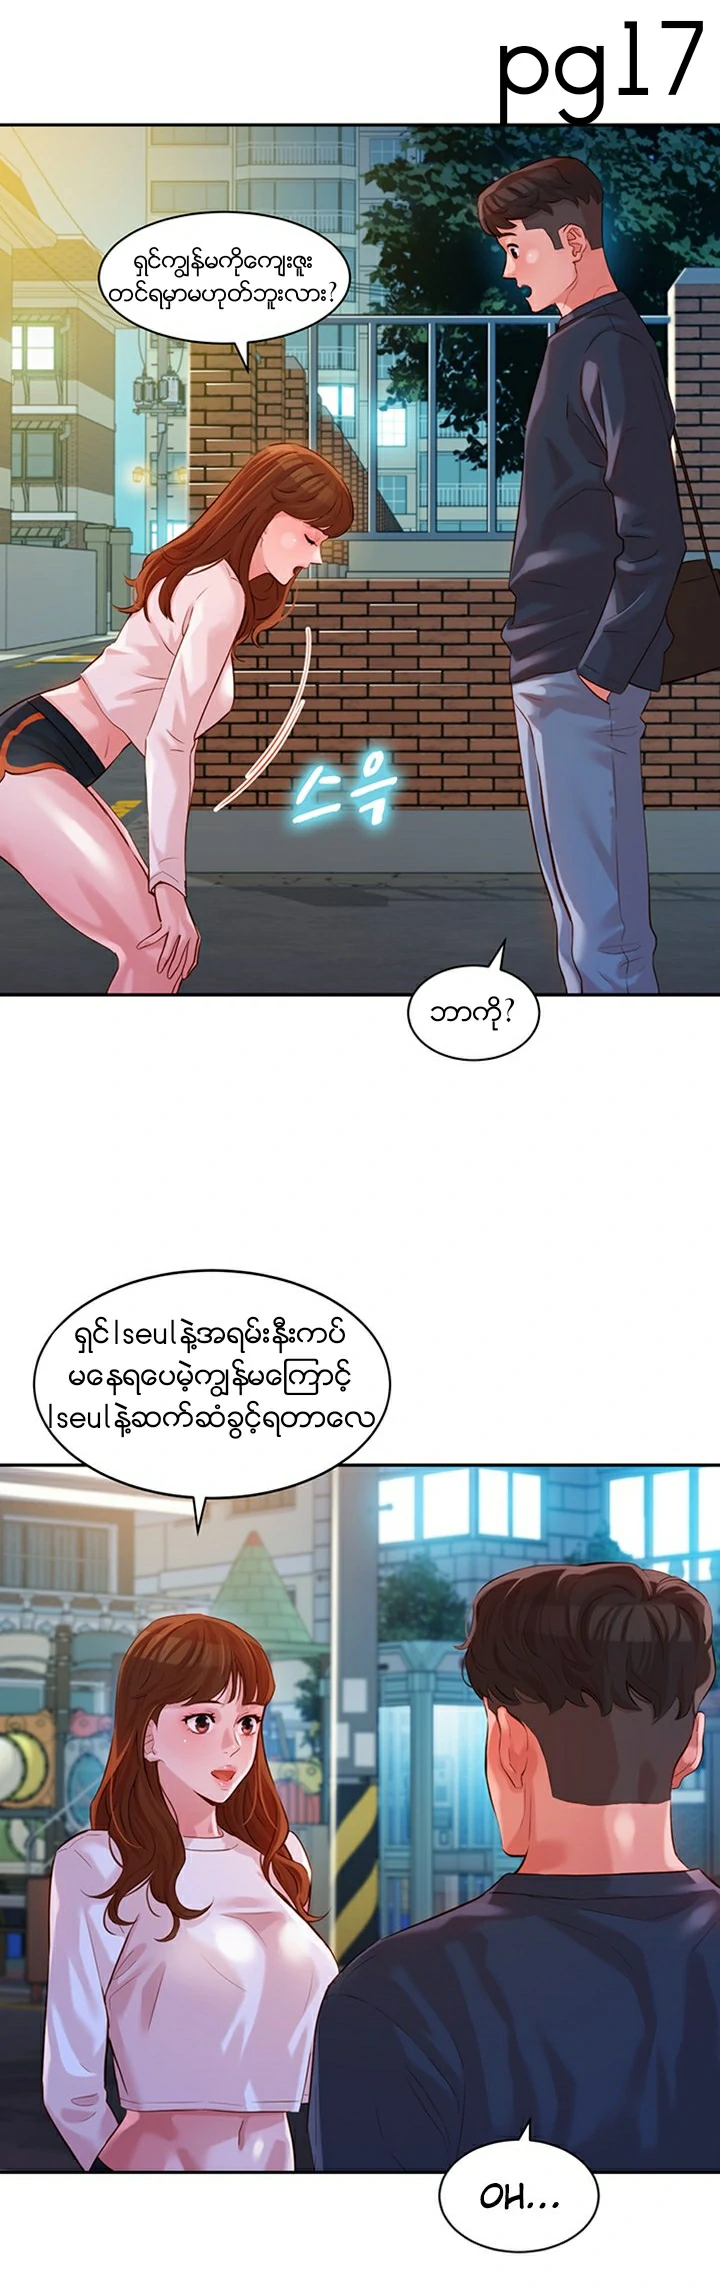 pg17
ရှင်ကျွန်မကိုကျေးဇူး
တင်ရမှာမဟုတ်ဘူးလား?
스윽
ဘာကို?
ရှင်Iseulနဲ့အရမ်းနီးကပ်
မနေရပေမဲ့ကျွန်မကြောင့်
Iseulနဲ့ဆက်ဆံခွင့်ရတာလေ
OH...